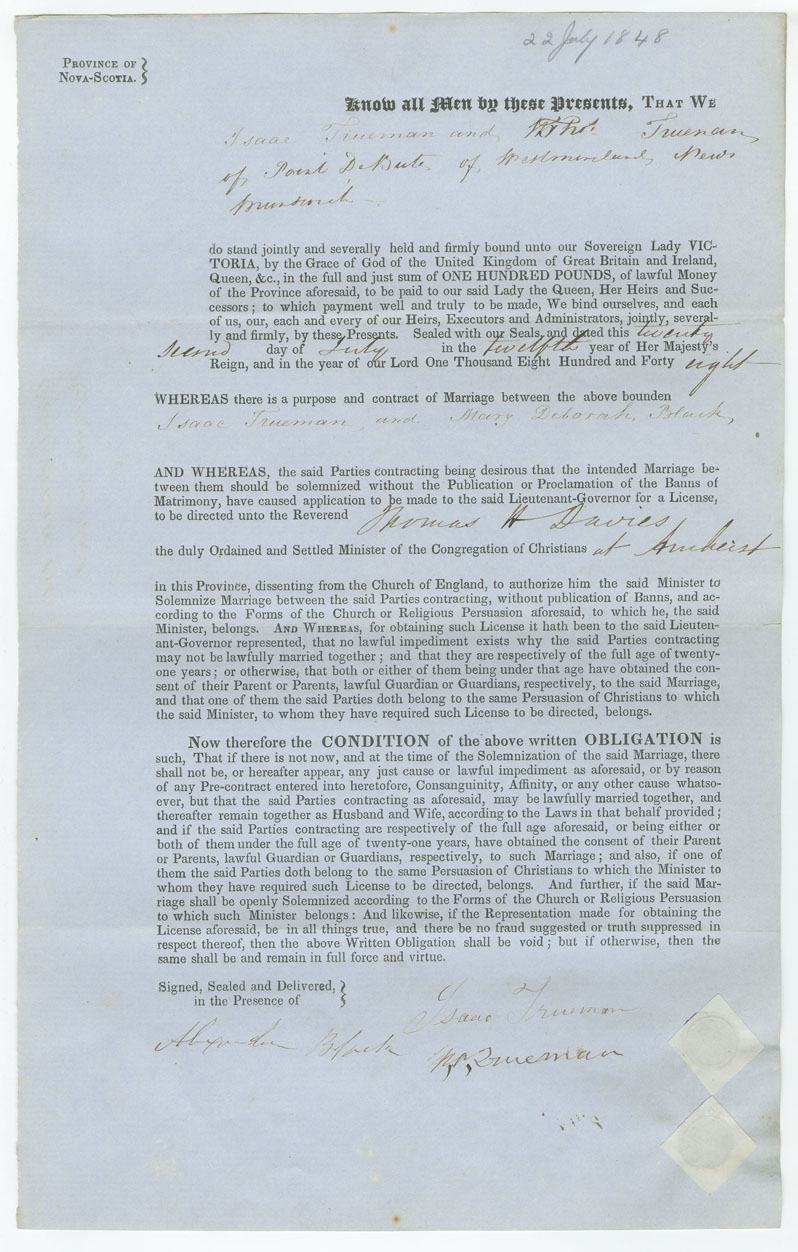 22 July 1848
PROVINCE OF
NOVA-SCOTIA.
Know all Men by these Presents, THAT WE
Isaac Trueman and Trueman
of Point DeBute of Westmoreland, New
Brunswick
do stand jointly and severally held and firmly bound unto our Sovereign Lady VIC-
TORIA, by the Grace of God of the United Kingdom of Great Britain and Ireland,
Queen, &c., in the full and just sum of ONE HUNDRED POUNDS, of lawful Money
of the Province aforesaid, to be paid to our said Lady the Queen, Her Heirs and Suc-
cessors; to which payment well and truly to be made, We bind ourselves, and each
of us, our, each and every of our Heirs, Executors and Administrators, jointly, several-
ly and firmly, by these Presents. Sealed with our Seals, and dated this twenty
second day of July in the twelfth year of Her Majesty's
Reign, and in the year of our Lord One Thousand Eight Hundred and Forty eight
WHEREAS there is a purpose and contract of Marriage between the above bounden
Isaac Trueman and Mary Deborah Black,
AND WHEREAS, the said Parties contracting being desirous that the intended Marriage be-
tween them should be solemnized without the Publication or Proclamation of the Banns of
Matrimony, have caused application to be made to the said Lieutenant-Governor for a License,
to be directed unto the Reverend Thomas H Davies
the duly Ordained and Settled Minister of the Congregation of Christians at Amherst
in this Province, dissenting from the Church of England, to authorize him the said Minister to
Solemnize Marriage between the said Parties contracting, without publication of Banns, and ac-
cording to the Forms of the Church or Religious Persuasion aforesaid, to which he, the said
Minister, belongs. AND WHEREAS, for obtaining such License it hath been to the said Lieuten-
ant-Governor represented, that no lawful impediment exists why the said Parties contracting
may not be lawfully married together; and that they are respectively of the full age of twenty-
one years; or otherwise, that both or either of them being under that age have obtained the con-
sent of their Parent or Parents, lawful Guardian or Guardians, respectively, to the said Marriage,
and that one of them the said Parties doth belong to the same Persuasion of Christians to which
the said Minister, to whom they have required such License to be directed, belongs.
Now therefore the CONDITION of the above written OBLIGATION is
such, That if there is not now, and at the time of the Solemnization of the said Marriage, there
shall not be, or hereafter appear, any just cause or lawful impediment as aforesaid, or by reason
of any Pre-contract entered into heretofore, Consanguinity, Affinity, or any other cause whatso-
ever, but that the said Parties contracting as aforesaid, may be lawfully married together, and
thereafter remain together as Husband and Wife, according to the Laws in that behalf provided;
and if the said Parties contracting are respectively of the full age aforesaid, or being either or
both of them under the full age of twenty-one years, have obtained the consent of their Parent
or Parents, lawful Guardian or Guardians, respectively, to such Marriage; and also, if one of
them the said Parties doth belong to the same Persuasion of Christians to which the Minister to
whom they have required such License to be directed, belongs. And further, if the said Mar-
riage shall be openly Solemnized according to the Forms of the Church or Religious Persuasion
to which such Minister belongs: And likewise, if the Representation made for obtaining the
License aforesaid, be in all things true, and there be no fraud suggested or truth suppressed in
respect thereof, then the above Written Obligation shall be void; but if otherwise, then the
same shall be and remain in full force and virtue.
Signed, Sealed and Delivered,
in the Presence of
Isaac Trueman
Alexander Black
Trueman